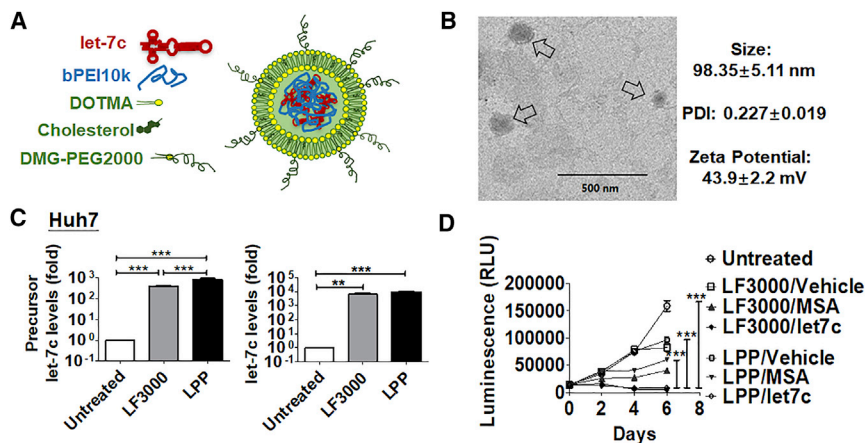 A
let-7c
bPEI10k
DOTMA
Cholesterol
DMG-PEG2000
B
500 nm
Size:
98.35±5.11 nm
PDI: 0.227±0.019
Zeta Potential:
43.9±2.2 mV
C
Huh7
Precursor
let-7c levels (fold)
10³
10²
10¹
10⁰
10⁻¹
***
***
***
Untreated
LF3000
LPP
let-7c levels (fold)
10⁵
10⁴
10³
10²
10¹
10⁰
10⁻¹
***
**
Untreated
LF3000
LPP
D
Luminescence (RLU)
200000
150000
100000
50000
0
0
2
4
6
8
Days
***
***
***
Untreated
LF3000/Vehicle
LF3000/MSA
LF3000/let7c
LPP/Vehicle
LPP/MSA
LPP/let7c